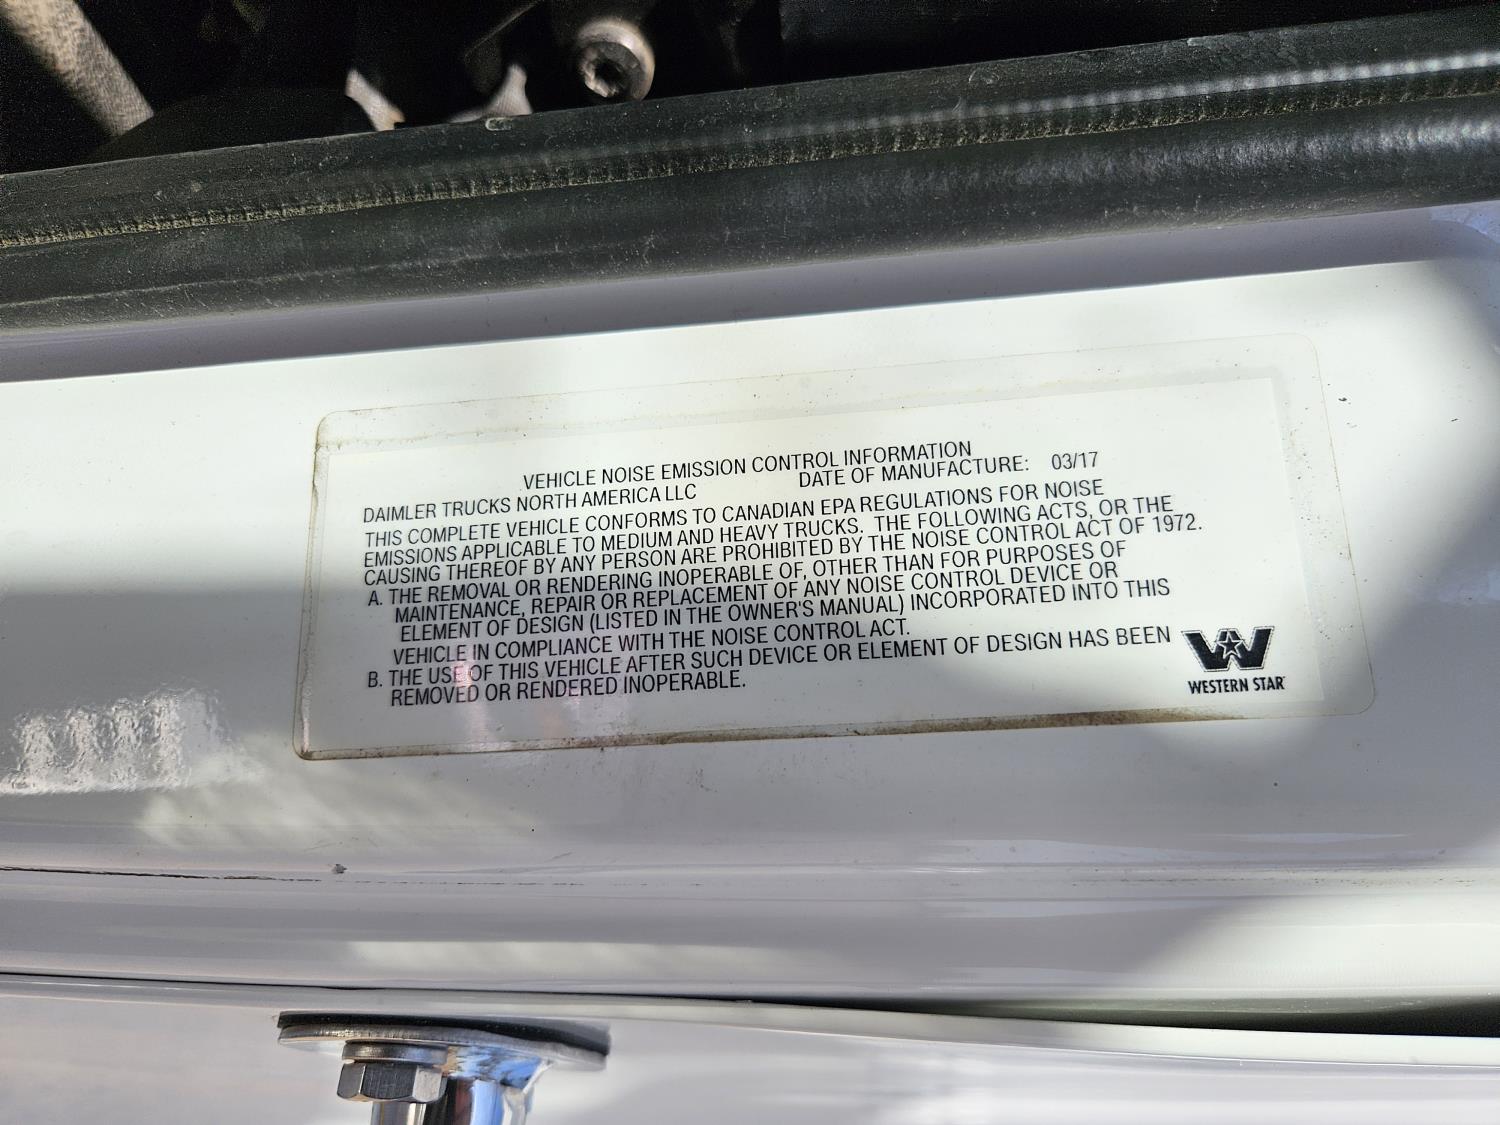 VEHICLE NOISE EMISSION CONTROL INFORMATION
DAIMLER TRUCKS NORTH AMERICA LLC DATE OF MANUFACTURE: 03/17
THIS COMPLETE VEHICLE CONFORMS TO CANADIAN EPA REGULATIONS FOR NOISE
EMISSIONS APPLICABLE TO MEDIUM AND HEAVY TRUCKS. THE FOLLOWING ACTS, OR THE
CAUSING THEREOF BY ANY PERSON ARE PROHIBITED BY THE NOISE CONTROL ACT OF 1972.
A. THE REMOVAL OR RENDERING INOPERABLE OF, OTHER THAN FOR PURPOSES OF
MAINTENANCE, REPAIR OR REPLACEMENT OF ANY NOISE CONTROL DEVICE OR
ELEMENT OF DESIGN (LISTED IN THE OWNER'S MANUAL) INCORPORATED INTO THIS
VEHICLE IN COMPLIANCE WITH THE NOISE CONTROL ACT.
B. THE USE OF THIS VEHICLE AFTER SUCH DEVICE OR ELEMENT OF DESIGN HAS BEEN
REMOVED OR RENDERED INOPERABLE.
WESTERN STAR